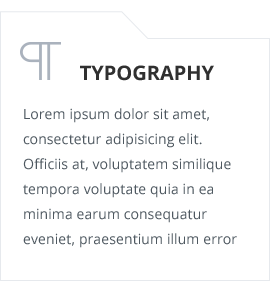 ¶ TYPOGRAPHY
Lorem ipsum dolor sit amet,
consectetur adipisicing elit.
Officiis at, voluptatem similique
tempora voluptate quia in ea
minima earum consequatur
eveniet, praesentium illum error